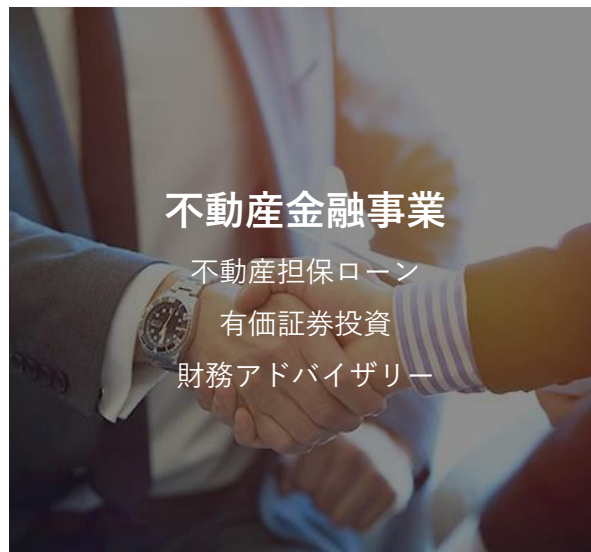 不動産金融事業
不動産担保ローン
有価証券投資
財務アドバイザリー